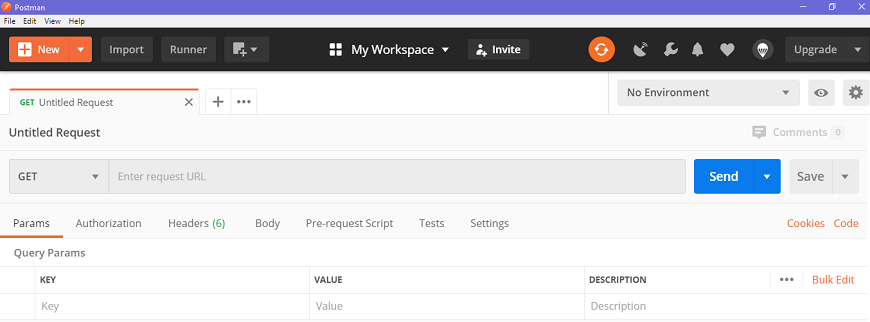 Postman
File Edit View Help
New Import Runner My Workspace Invite Upgrade
GET Untitled Request No Environment
Untitled Request Comments 0
GET Enter request URL Send Save
Params Authorization Headers (6) Body Pre-request Script Tests Settings Cookies Code
Query Params
KEY VALUE DESCRIPTION Bulk Edit
Key Value Description